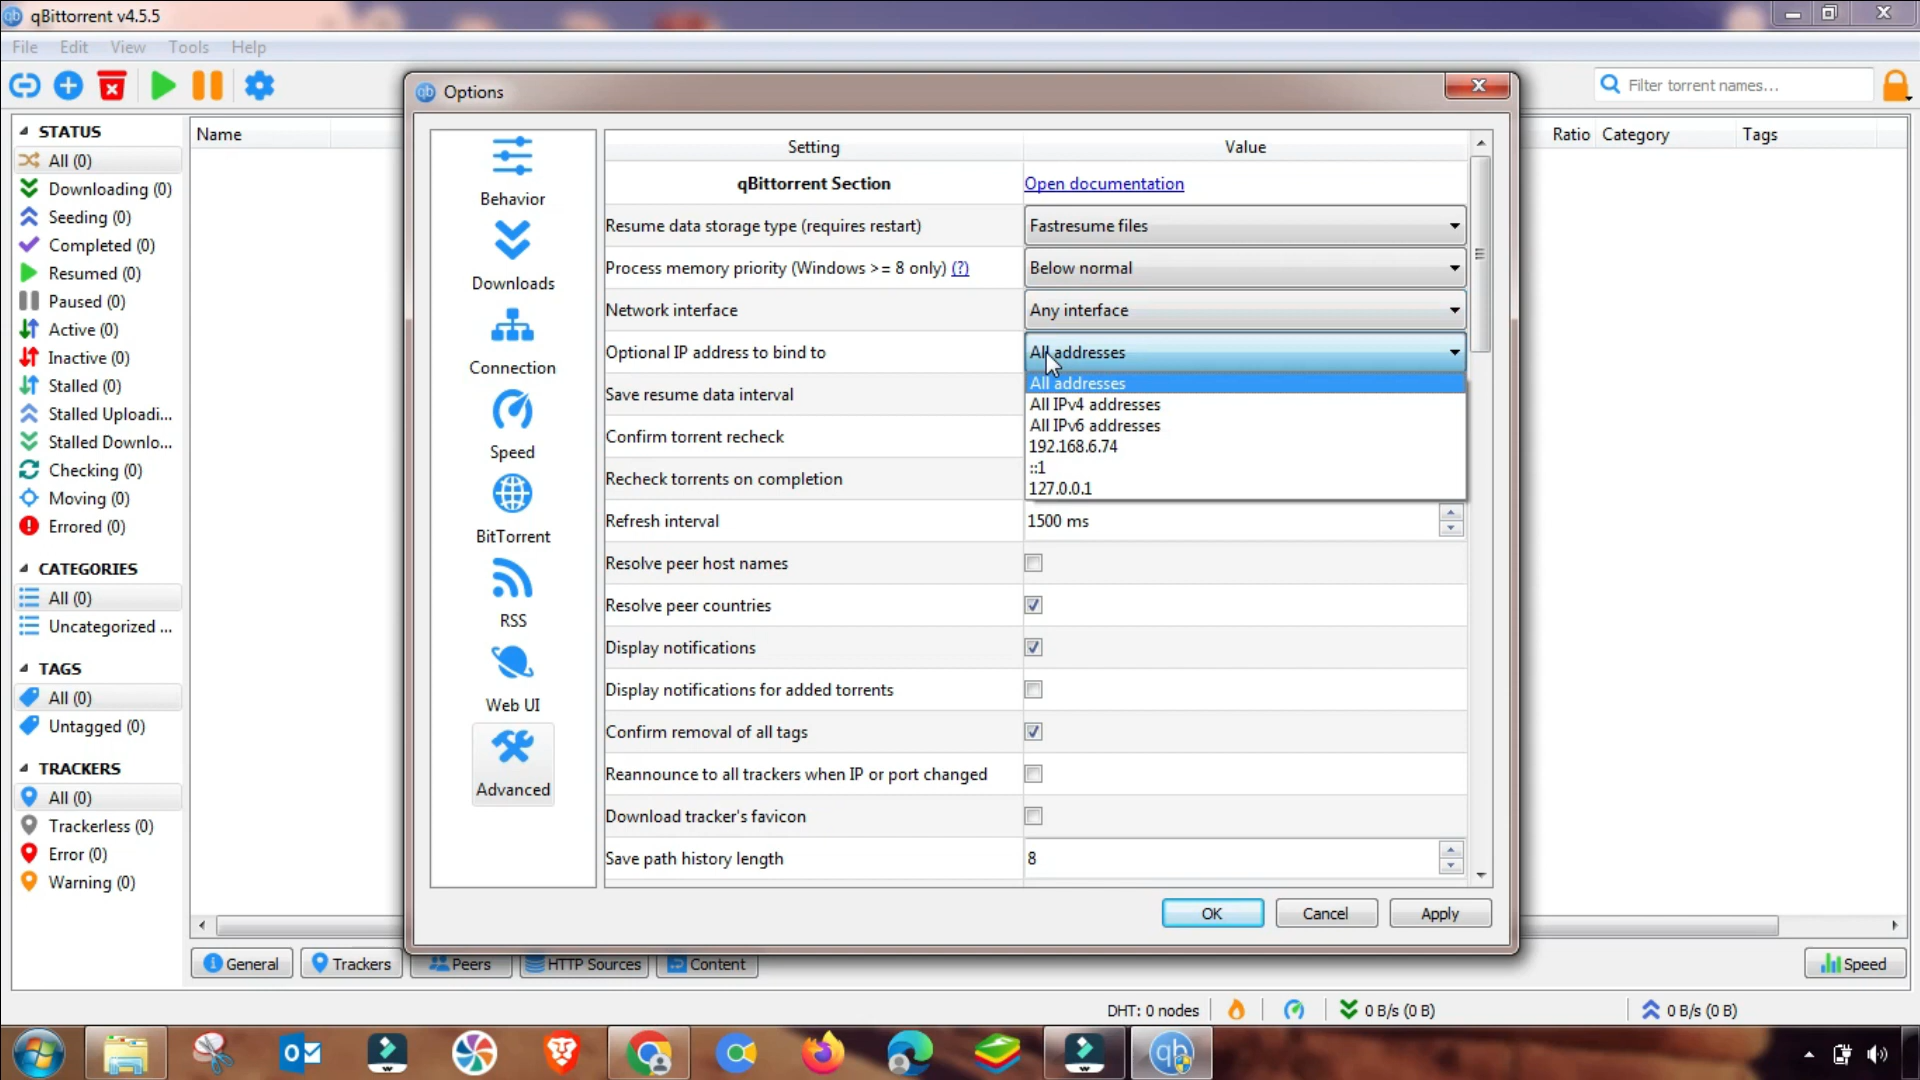 qBittorrent v4.5.5
File Edit View Tools Help
Filter torrent names...
STATUS
All (0)
Downloading (0)
Seeding (0)
Completed (0)
Resumed (0)
Paused (0)
Active (0)
Inactive (0)
Stalled (0)
Stalled Uploadi...
Stalled Downlo...
Checking (0)
Moving (0)
Errored (0)
CATEGORIES
All (0)
Uncategorized ...
TAGS
All (0)
Untagged (0)
TRACKERS
All (0)
Trackerless (0)
Error (0)
Warning (0)
Name
Ratio Category Tags
qb Options
Behavior
Downloads
Connection
Speed
BitTorrent
RSS
Web UI
Advanced
Setting Value
qBittorrent Section Open documentation
Resume data storage type (requires restart) Fastresume files
Process memory priority (Windows >= 8 only) (?) Below normal
Network interface Any interface
Optional IP address to bind to All addresses
All addresses
All IPv4 addresses
All IPv6 addresses
192.168.6.74
::1
127.0.0.1
Save resume data interval
Confirm torrent recheck
Recheck torrents on completion
Refresh interval 1500 ms
Resolve peer host names
Resolve peer countries
Display notifications
Display notifications for added torrents
Confirm removal of all tags
Reannounce to all trackers when IP or port changed
Download tracker's favicon
Save path history length 8
OK Cancel Apply
General Trackers Peers HTTP Sources Content Speed
DHT: 0 nodes 0 B/s (0 B) 0 B/s (0 B)